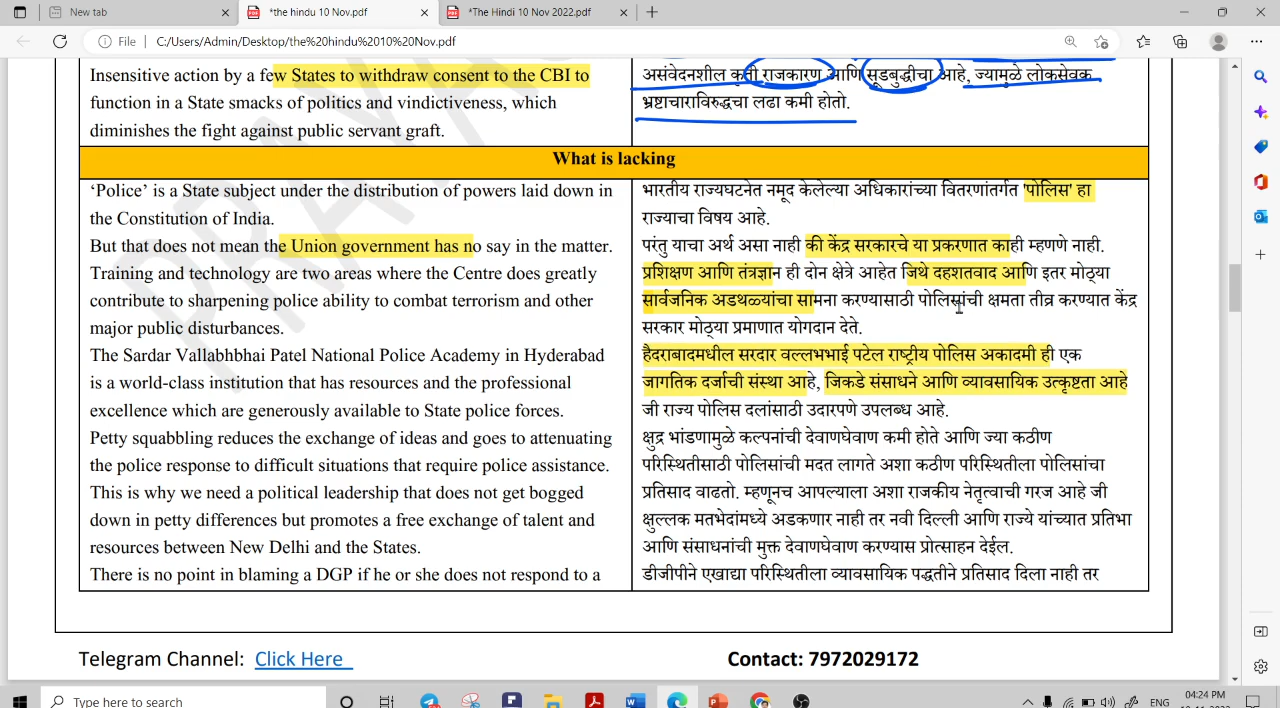 New tab
*the hindu 10 Nov.pdf
*The Hindi 10 Nov 2022.pdf
File
C:/Users/Admin/Desktop/the%20hindu%2010%20Nov.pdf
Insensitive action by a few States to withdraw consent to the CBI to
function in a State smacks of politics and vindictiveness, which
diminishes the fight against public servant graft.
असंवेदनशील कृती राजकारण आणि सूडबुद्धीचा आहे, ज्यामुळे लोकसेवक
भ्रष्टाचाराविरुद्धचा लढा कमी होतो.
What is lacking
‘Police’ is a State subject under the distribution of powers laid down in
the Constitution of India.
But that does not mean the Union government has no say in the matter.
Training and technology are two areas where the Centre does greatly
contribute to sharpening police ability to combat terrorism and other
major public disturbances.
The Sardar Vallabhbhai Patel National Police Academy in Hyderabad
is a world-class institution that has resources and the professional
excellence which are generously available to State police forces.
Petty squabbling reduces the exchange of ideas and goes to attenuating
the police response to difficult situations that require police assistance.
This is why we need a political leadership that does not get bogged
down in petty differences but promotes a free exchange of talent and
resources between New Delhi and the States.
There is no point in blaming a DGP if he or she does not respond to a
भारतीय राज्यघटनेत नमूद केलेल्या अधिकारांच्या वितरणांतर्गत 'पोलिस' हा
राज्याचा विषय आहे.
परंतु याचा अर्थ असा नाही की केंद्र सरकारचे या प्रकरणात काही म्हणणे नाही.
प्रशिक्षण आणि तंत्रज्ञान ही दोन क्षेत्रे आहेत जिथे दहशतवाद आणि इतर मोठ्या
सार्वजनिक अडथळ्यांचा सामना करण्यासाठी पोलिसांची क्षमता तीव्र करण्यात केंद्र
सरकार मोठ्या प्रमाणात योगदान देते.
हैदराबादमधील सरदार वल्लभभाई पटेल राष्ट्रीय पोलिस अकादमी ही एक
जागतिक दर्जाची संस्था आहे, जिकडे संसाधने आणि व्यावसायिक उत्कृष्टता आहे
जी राज्य पोलिस दलांसाठी उदारपणे उपलब्ध आहे.
क्षुद्र भांडणामुळे कल्पनांची देवाणघेवाण कमी होते आणि ज्या कठीण
परिस्थितीसाठी पोलिसांची मदत लागते अशा कठीण परिस्थितीला पोलिसांचा
प्रतिसाद वाढतो. म्हणूनच आपल्याला अशा राजकीय नेतृत्वाची गरज आहे जी
क्षुल्लक मतभेदांमध्ये अडकणार नाही तर नवी दिल्ली आणि राज्ये यांच्यात प्रतिभा
आणि संसाधनांची मुक्त देवाणघेवाण करण्यास प्रोत्साहन देईल.
डीजीपीने एखाद्या परिस्थितीला व्यावसायिक पद्धतीने प्रतिसाद दिला नाही तर
Telegram Channel: Click Here
Contact: 7972029172
Type here to search
ENG
04:24 PM